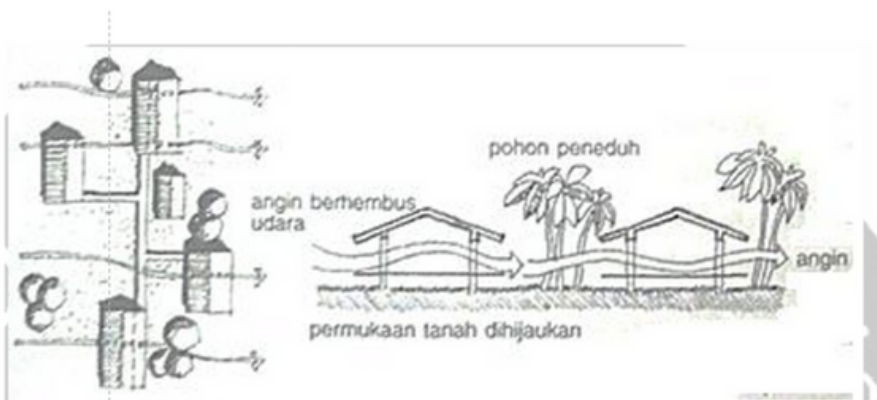 pohon peneduh
angin berhembus
udara
angin
permukaan tanah dihijaukan